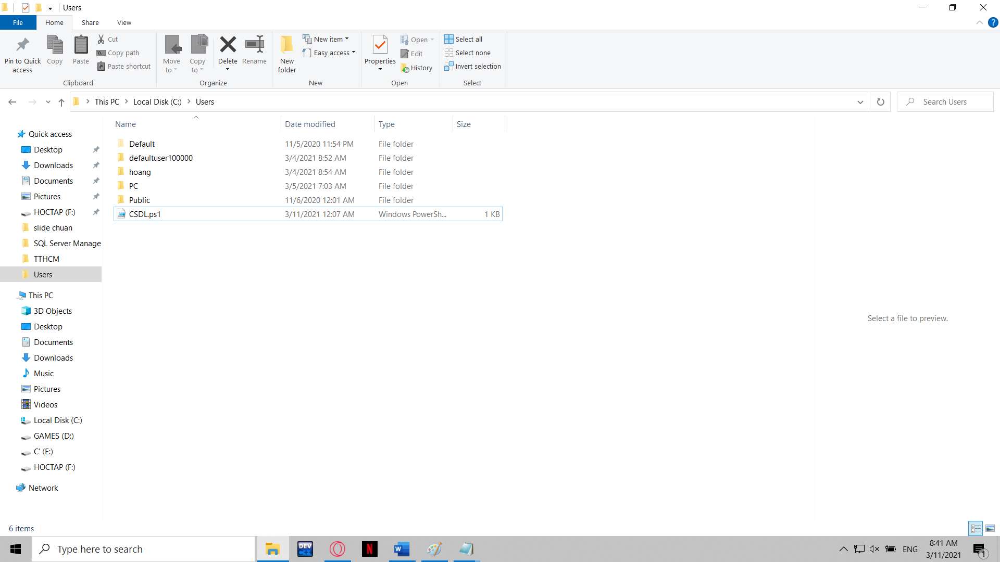 Users
File
Home
Share
View
Pin to Quick access
Copy
Paste
Cut
Copy path
Paste shortcut
Clipboard
Move to
Copy to
Delete
Rename
Organize
New folder
New item
Easy access
New
Properties
Open
Edit
History
Open
Select all
Select none
Invert selection
Select
This PC
Local Disk (C:)
Users
Search Users
Name
Date modified
Type
Size
Default 11/5/2020 11:54 PM File folder
defaultuser100000 3/4/2021 8:52 AM File folder
hoang 3/4/2021 8:54 AM File folder
PC 3/5/2021 7:03 AM File folder
Public 11/6/2020 12:01 AM File folder
CSDL.ps1 3/11/2021 12:07 AM Windows PowerSh... 1 KB
Quick access
Desktop
Downloads
Documents
Pictures
HOCTAP (F:)
slide chuan
SQL Server Manage
TTHCM
Users
This PC
3D Objects
Desktop
Documents
Downloads
Music
Pictures
Videos
Local Disk (C:)
GAMES (D:)
C' (E:)
HOCTAP (F:)
Network
Select a file to preview.
6 items
Type here to search
DEV
C++
N
W
ENG
8:41 AM
3/11/2021
1